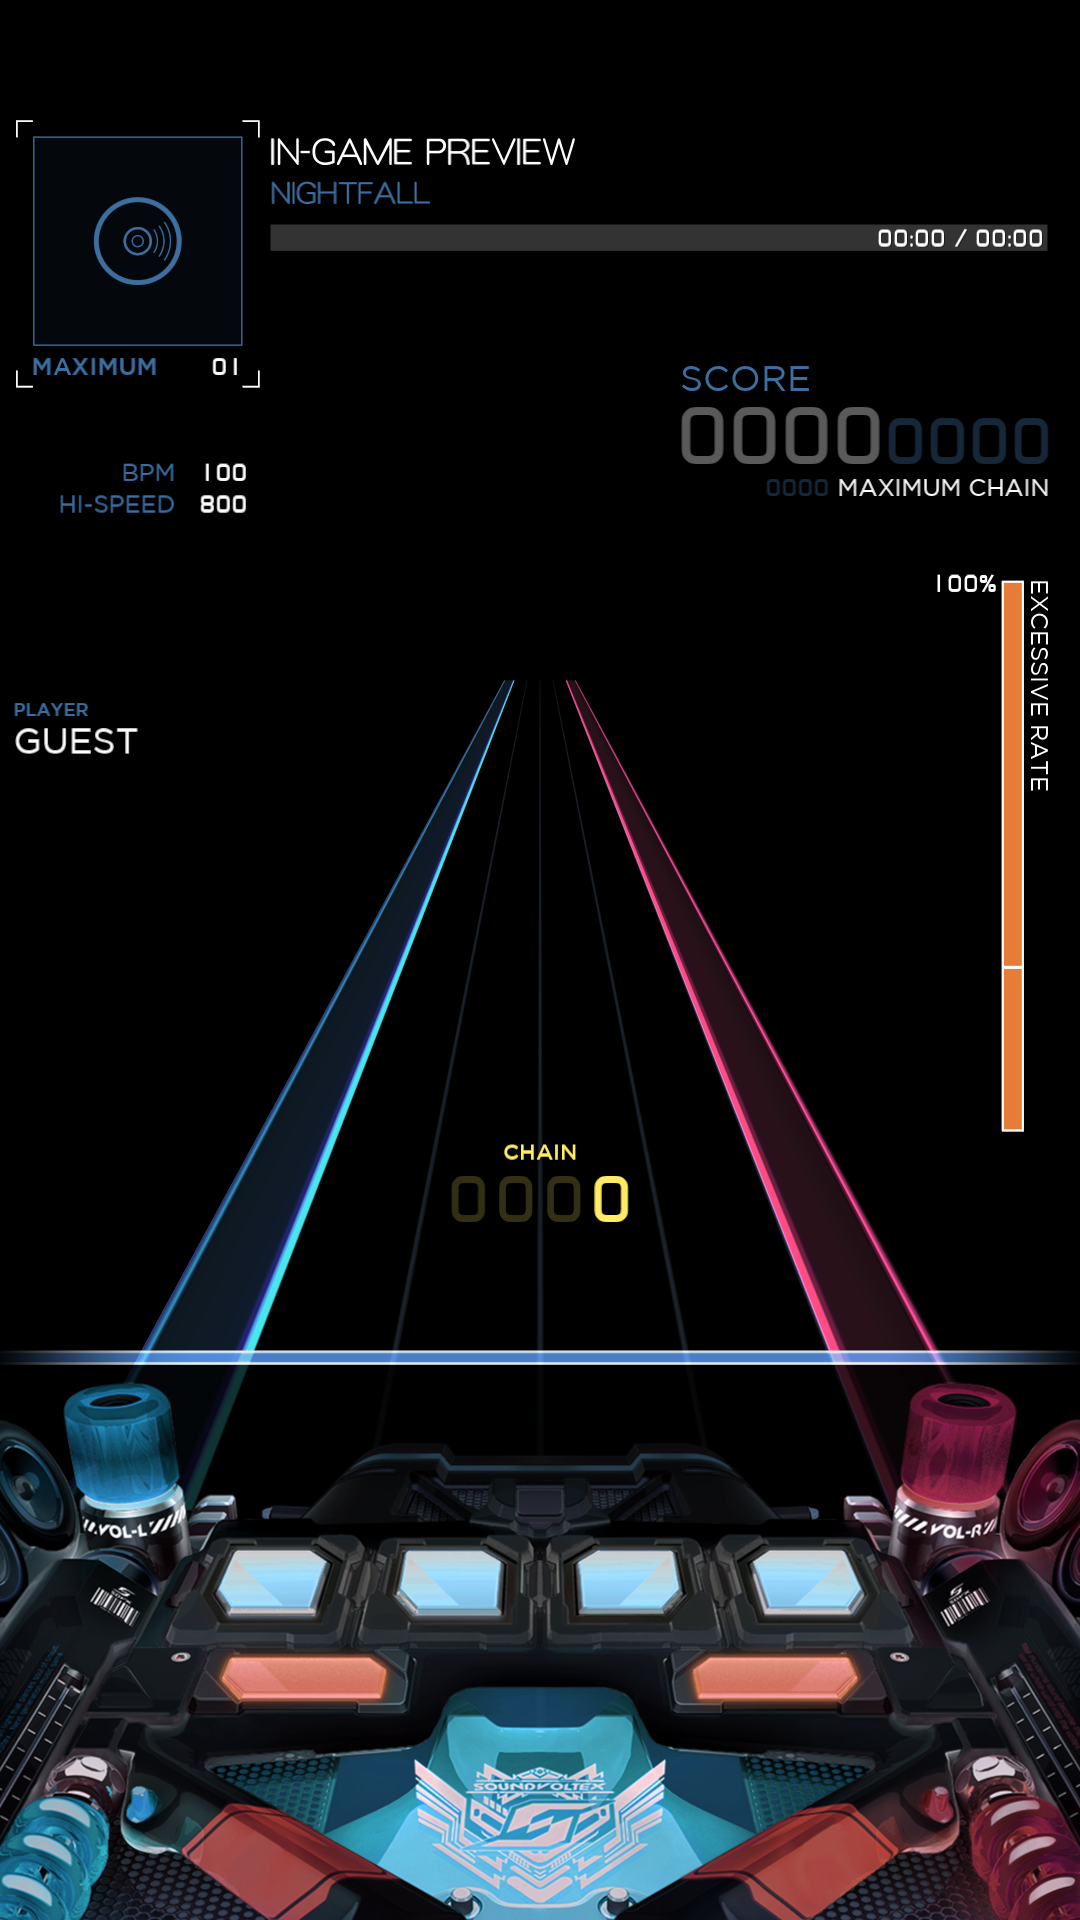 IN-GAME PREVIEW
NIGHTFALL
00:00 / 00:00
MAXIMUM 01
SCORE
00000000
0000 MAXIMUM CHAIN
BPM 100
HI-SPEED 800
100%
EXCESSIVE RATE
PLAYER
GUEST
CHAIN
0000
VOL-L
VOL-R
SOUND VOLTEX